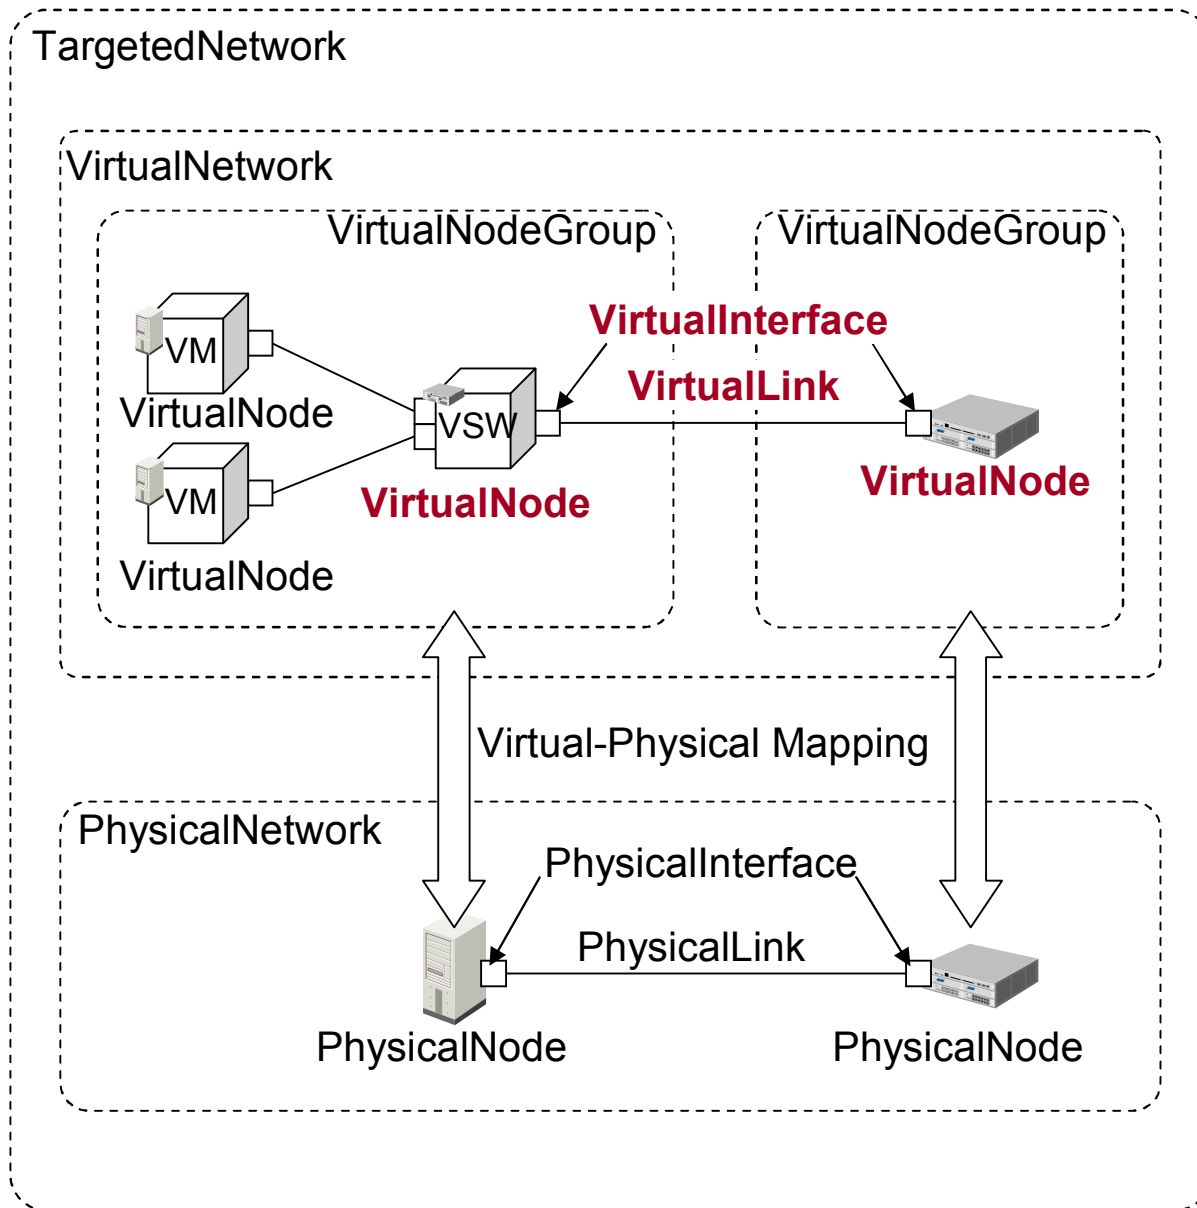 TargetedNetwork
VirtualNetwork
VirtualNodeGroup
VirtualNodeGroup
VirtualInterface
VM
VirtualLink
VirtualNode
VSW
VirtualNode
VirtualNode
VM
VirtualNode
Virtual-Physical Mapping
PhysicalNetwork
PhysicalInterface
PhysicalLink
PhysicalNode
PhysicalNode